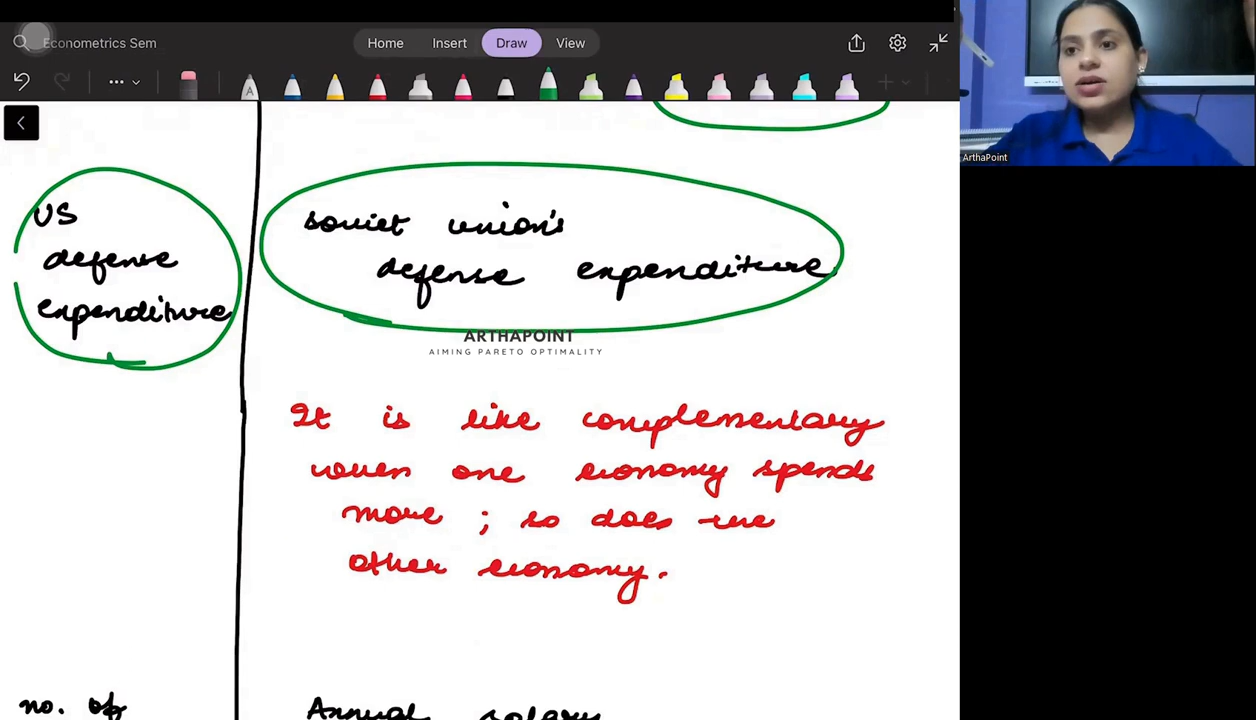 Econometrics Sem
Home Insert Draw View
A
ArthaPoint
US
defense
expenditure
soviet union's
defense expenditure
ARTHAPOINT
AIMING PARETO OPTIMALITY
It is like complementary
when one economy spends
more ; so does the
other economy.
no. of
Annual salary